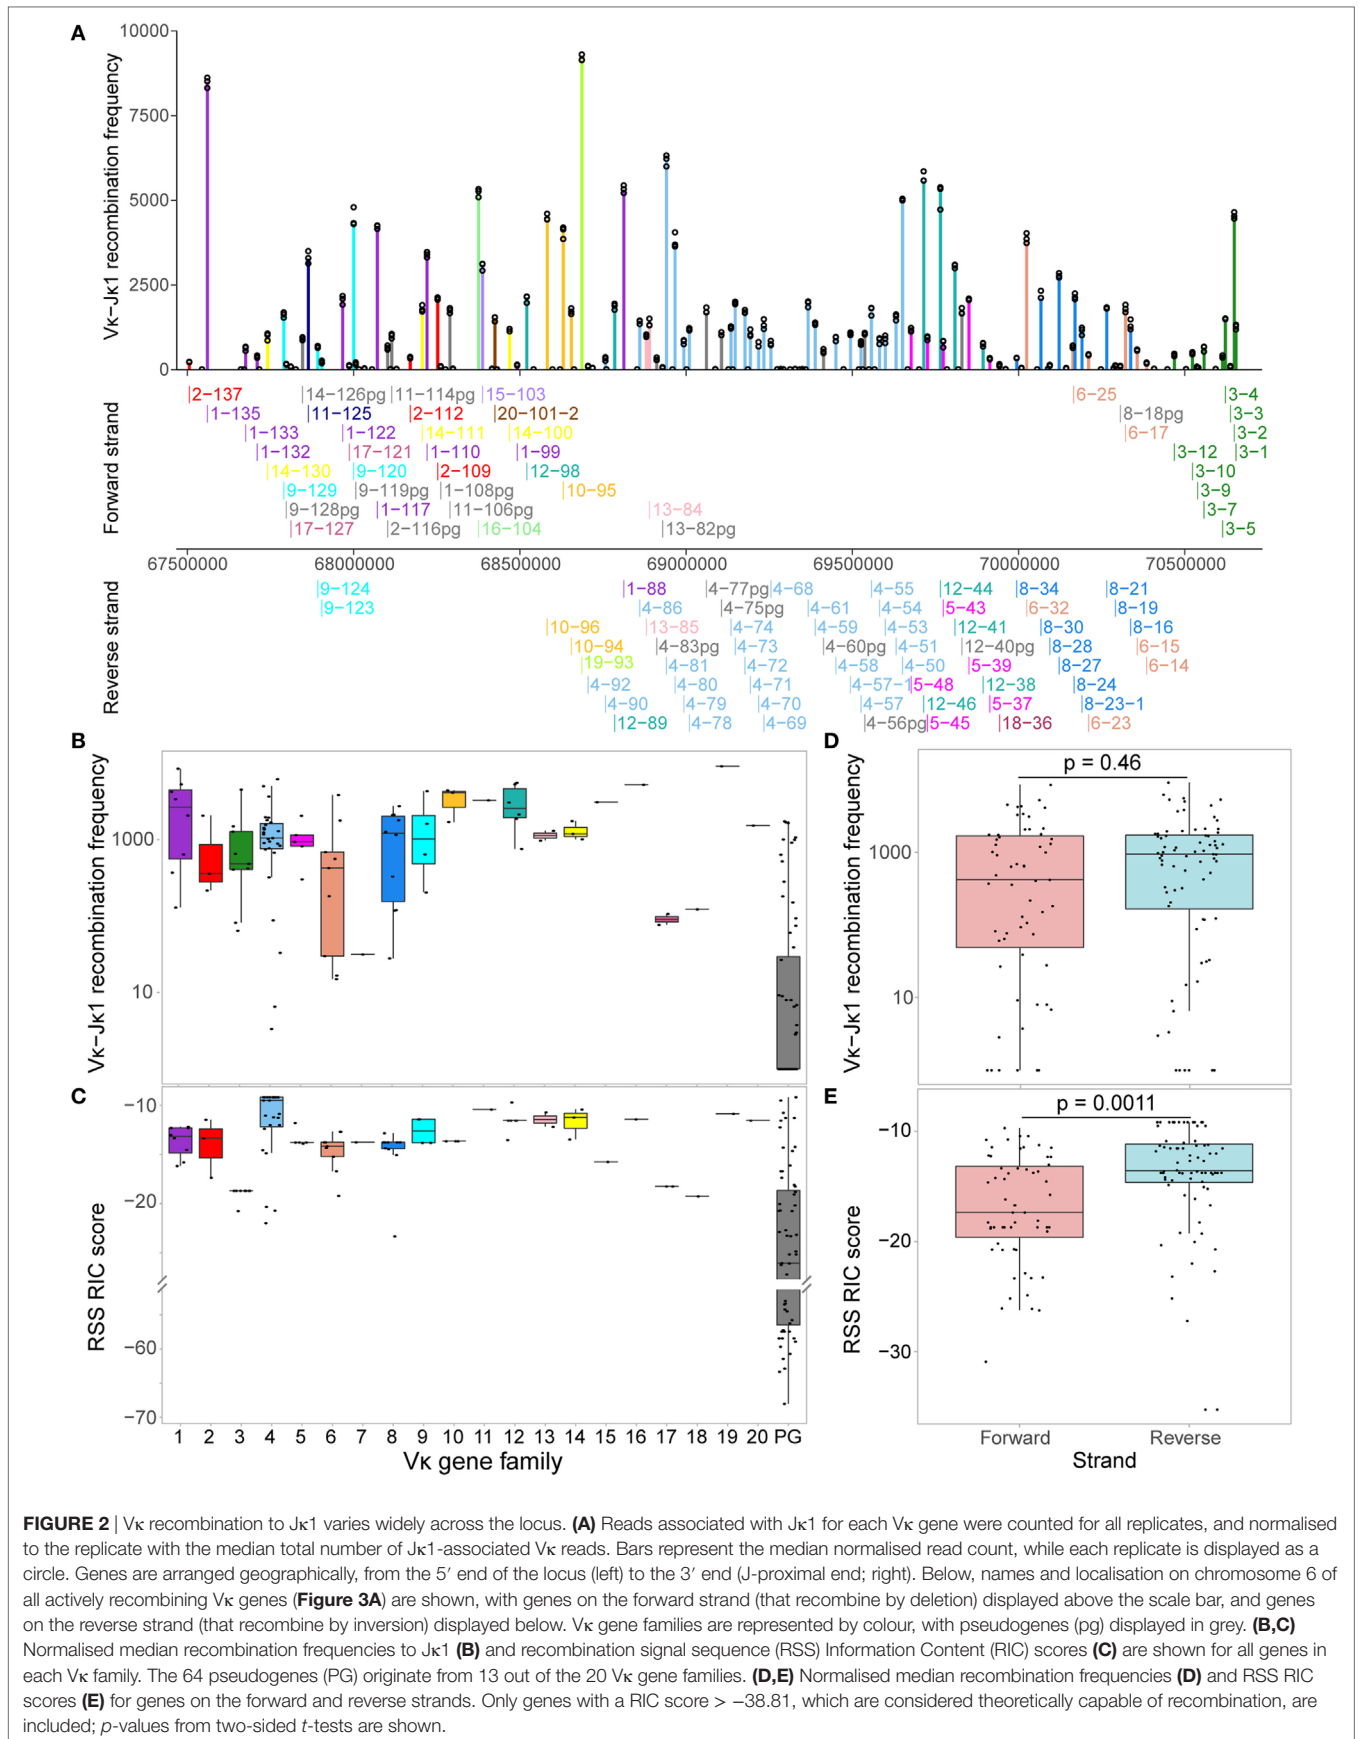 A
10000
7500
5000
2500
0
Vκ−Jκ1 recombination frequency
Forward strand
2−137 14−126pg 11−114pg 15−103 6−25 3−4
1−135 11−125 2−112 20−101−2 8−18pg 3−3
1−133 1−122 14−111 14−100 6−17 3−2
1−132 17−121 1−110 1−99 3−12 3−1
14−130 9−120 2−109 12−98 3−10
9−129 9−119pg 1−108pg 10−95 3−9
9−128pg 1−117 11−106pg 13−84 3−7
17−127 2−116pg 16−104 13−82pg 3−5
67500000 68000000 68500000 69000000 69500000 70000000 70500000
Reverse strand
9−124 1−88 4−77pg 4−68 4−55 12−44 8−34 8−21
9−123 4−86 4−75pg 4−61 4−54 5−43 6−32 8−19
10−96 13−85 4−74 4−59 4−53 12−41 8−30 8−16
10−94 4−83pg 4−73 4−60pg 4−51 12−40pg 8−28 6−15
19−93 4−81 4−72 4−58 4−50 5−39 8−27 6−14
4−92 4−80 4−71 4−57−1 5−48 12−38 8−24
4−90 4−79 4−70 4−57 12−46 5−37 8−23−1
12−89 4−78 4−69 4−56pg 5−45 18−36 6−23
B
Vκ−Jκ1 recombination frequency
1000
10
C
RSS RIC score
−10
−20
−60
−70
1 2 3 4 5 6 7 8 9 10 11 12 13 14 15 16 17 18 19 20 PG
Vκ gene family
D
Vκ−Jκ1 recombination frequency
p = 0.46
1000
10
E
RSS RIC score
p = 0.0011
−10
−20
−30
Forward Reverse
Strand
FIGURE 2 | Vκ recombination to Jκ1 varies widely across the locus. (A) Reads associated with Jκ1 for each Vκ gene were counted for all replicates, and normalised
to the replicate with the median total number of Jκ1-associated Vκ reads. Bars represent the median normalised read count, while each replicate is displayed as a
circle. Genes are arranged geographically, from the 5′ end of the locus (left) to the 3′ end (J-proximal end; right). Below, names and localisation on chromosome 6 of
all actively recombining Vκ genes (Figure 3A) are shown, with genes on the forward strand (that recombine by deletion) displayed above the scale bar, and genes
on the reverse strand (that recombine by inversion) displayed below. Vκ gene families are represented by colour, with pseudogenes (pg) displayed in grey. (B,C)
Normalised median recombination frequencies to Jκ1 (B) and recombination signal sequence (RSS) Information Content (RIC) scores (C) are shown for all genes in
each Vκ family. The 64 pseudogenes (PG) originate from 13 out of the 20 Vκ gene families. (D,E) Normalised median recombination frequencies (D) and RSS RIC
scores (E) for genes on the forward and reverse strands. Only genes with a RIC score > −38.81, which are considered theoretically capable of recombination, are
included; p-values from two-sided t-tests are shown.